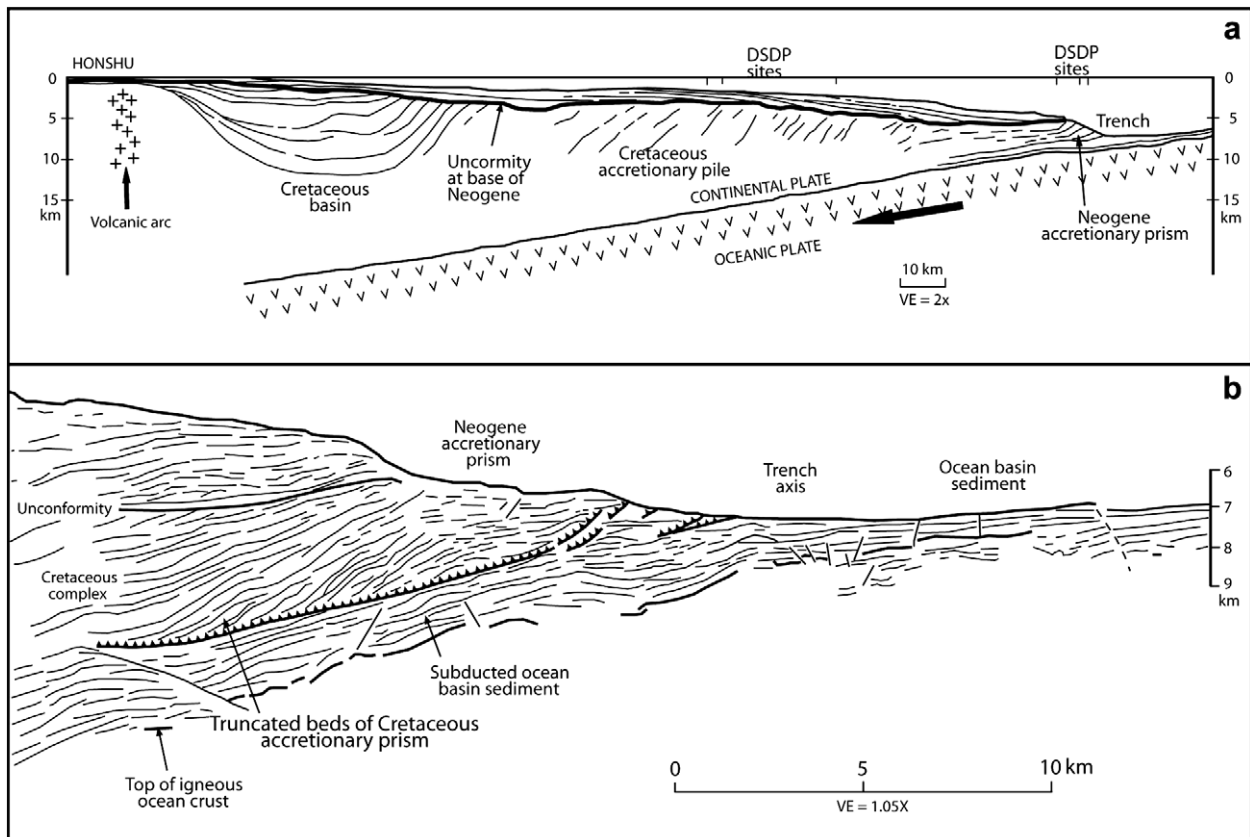 a
HONSHU
DSDP
sites
DSDP
sites
0
5
10
15
km
0
5
10
15
km
Trench
Uncormity
at base of
Neogene
Cretaceous
accretionary pile
Cretaceous
basin
Volcanic arc
CONTINENTAL PLATE
OCEANIC PLATE
Neogene
accretionary prism
10 km
VE = 2x
b
Neogene
accretionary
prism
Trench
axis
Ocean basin
sediment
6
7
8
9
km
Unconformity
Cretaceous
complex
Subducted ocean
basin sediment
Truncated beds of Cretaceous
accretionary prism
Top of igneous
ocean crust
0 5 10 km
VE = 1.05X